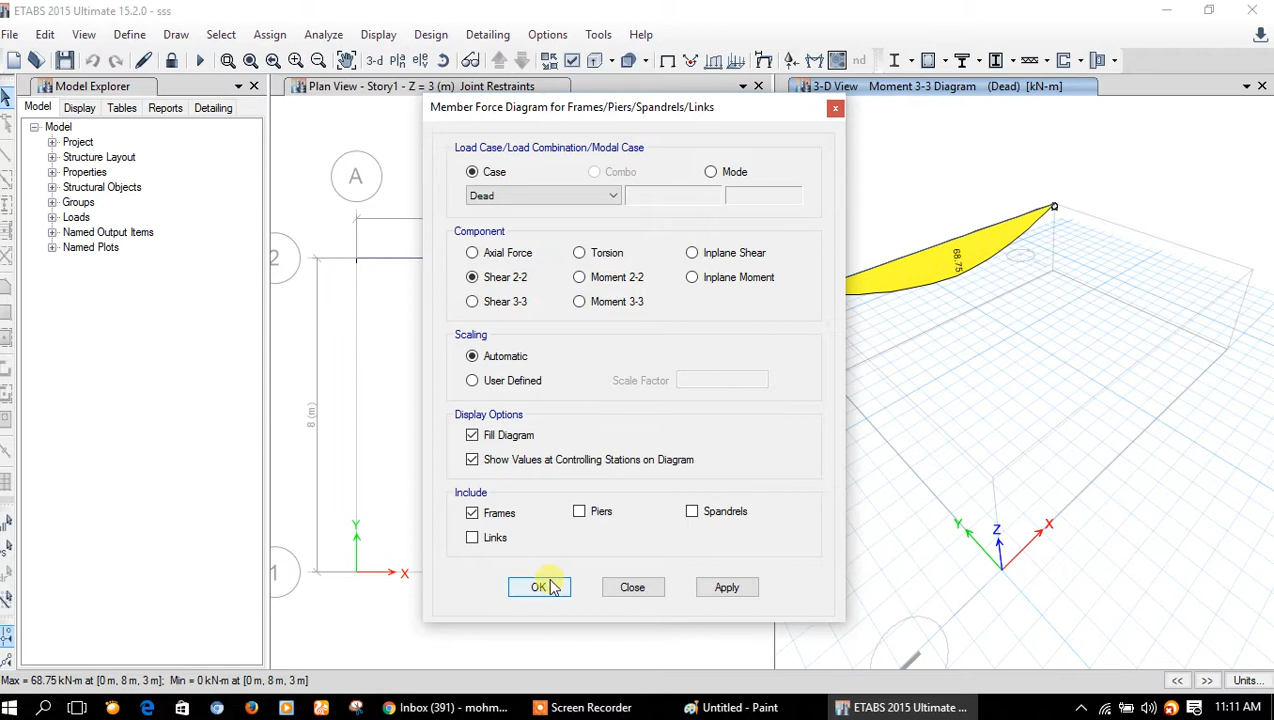 ETABS 2015 Ultimate 15.2.0 - sss
File Edit View Define Draw Select Assign Analyze Display Design Detailing Options Tools Help
3-d nd
Model Explorer
Plan View - Story1 - Z = 3 (m) Joint Restraints
3-D View Moment 3-3 Diagram (Dead) [kN-m]
Model Display Tables Reports Detailing
Model
Project
Structure Layout
Properties
Structural Objects
Groups
Loads
Named Output Items
Named Plots
A
2
8 (m)
1
Y
X
Member Force Diagram for Frames/Piers/Spandrels/Links
Load Case/Load Combination/Modal Case
Case Combo Mode
Dead
Component
Axial Force Torsion Inplane Shear
Shear 2-2 Moment 2-2 Inplane Moment
Shear 3-3 Moment 3-3
Scaling
Automatic
User Defined Scale Factor
Display Options
Fill Diagram
Show Values at Controlling Stations on Diagram
Include
Frames Piers Spandrels
Links
OK Close Apply
68.75
Y Z X
Max = 68.75 kN-m at [0 m, 8 m, 3 m]; Min = 0 kN-m at [0 m, 8 m, 3 m]
<< >> Units...
Inbox (391) - mohm...
Screen Recorder
Untitled - Paint
ETABS 2015 Ultimate ...
11:11 AM